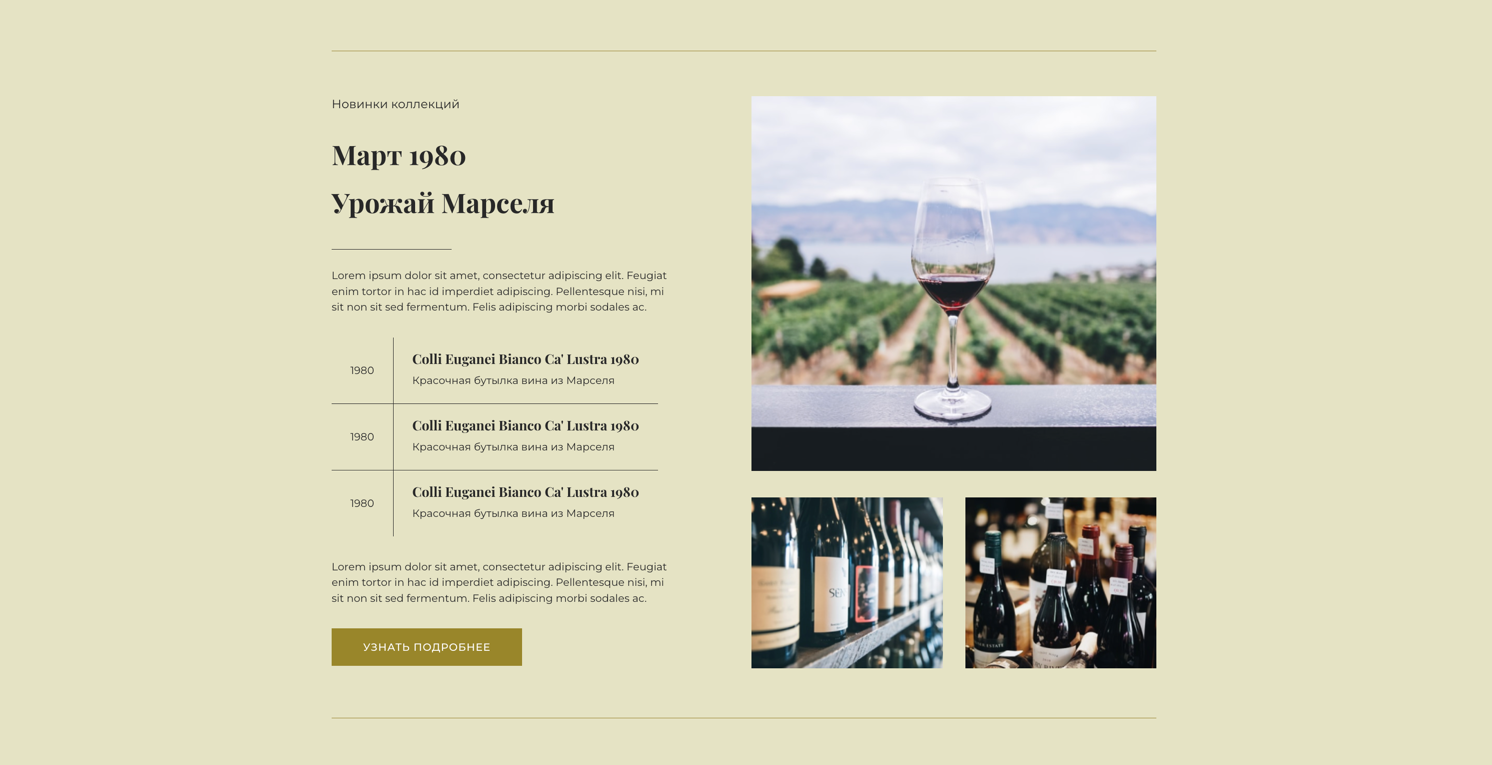 Новинки коллекций
Март 1980
Урожай Марселя
Lorem ipsum dolor sit amet, consectetur adipiscing elit. Feugiat
enim tortor in hac id imperdiet adipiscing. Pellentesque nisi, mi
sit non sit sed fermentum. Felis adipiscing morbi sodales ac.
1980
Colli Euganei Bianco Ca' Lustra 1980
Красочная бутылка вина из Марселя
1980
Colli Euganei Bianco Ca' Lustra 1980
Красочная бутылка вина из Марселя
1980
Colli Euganei Bianco Ca' Lustra 1980
Красочная бутылка вина из Марселя
Lorem ipsum dolor sit amet, consectetur adipiscing elit. Feugiat
enim tortor in hac id imperdiet adipiscing. Pellentesque nisi, mi
sit non sit sed fermentum. Felis adipiscing morbi sodales ac.
УЗНАТЬ ПОДРОБНЕЕ